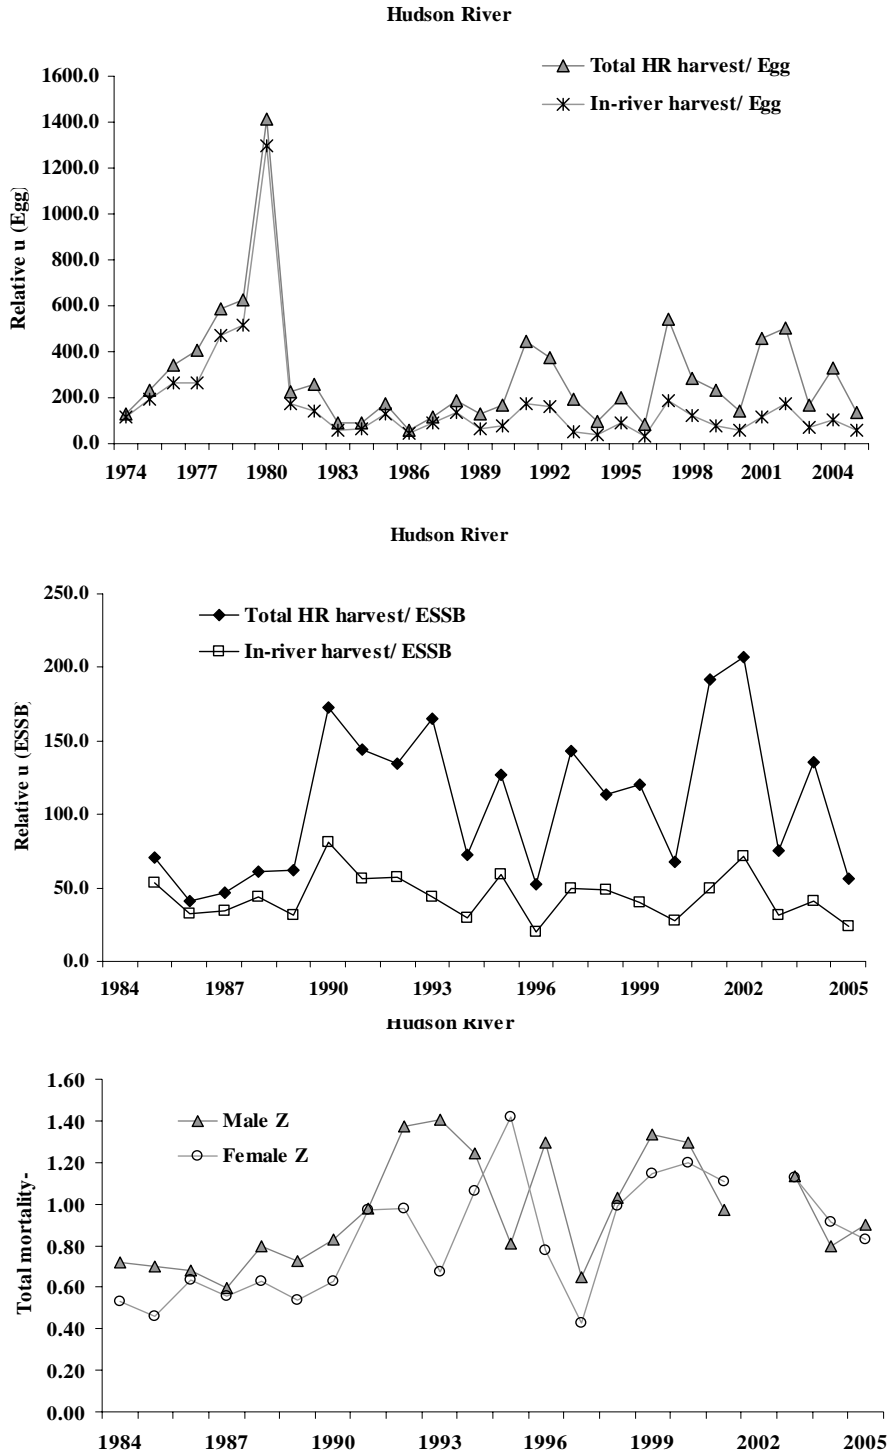 Hudson River
Total HR harvest/ Egg
In-river harvest/ Egg
Relative u (Egg)
1600.0
1400.0
1200.0
1000.0
800.0
600.0
400.0
200.0
0.0
1974 1977 1980 1983 1986 1989 1992 1995 1998 2001 2004
Hudson River
Total HR harvest/ ESSB
In-river harvest/ ESSB
Relative u (ESSB)
250.0
200.0
150.0
100.0
50.0
0.0
1984 1987 1990 1993 1996 1999 2002 2005
Hudson River
Male Z
Female Z
Total mortality-
1.60
1.40
1.20
1.00
0.80
0.60
0.40
0.20
0.00
1984 1987 1990 1993 1996 1999 2002 2005